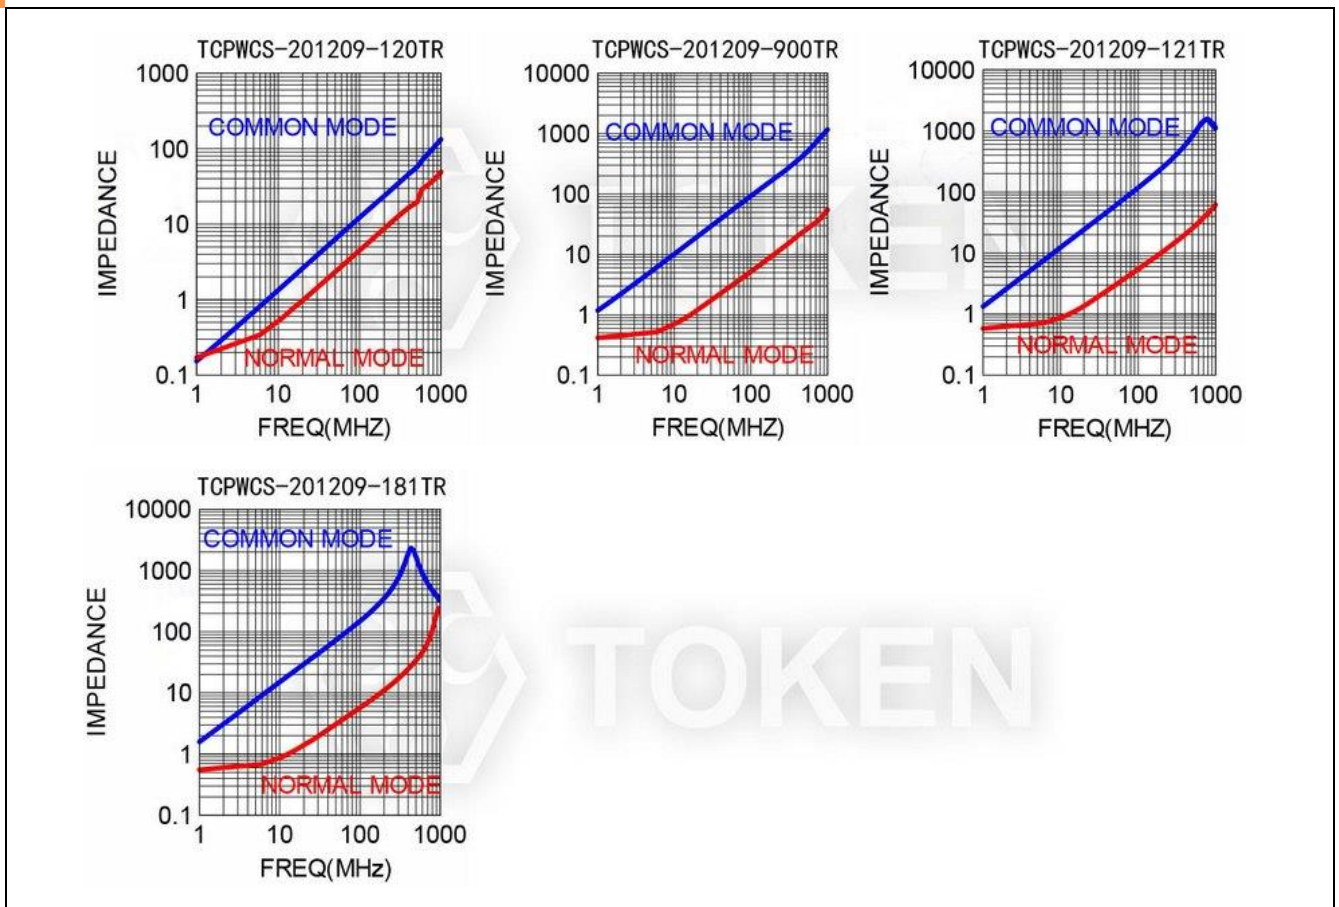 TCPWCS-201209-120TR
1000
100
10
1
0.1
IMPEDANCE
COMMON MODE
NORMAL MODE
1 10 100 1000
FREQ(MHZ)
TCPWCS-201209-900TR
10000
1000
100
10
1
0.1
IMPEDANCE
COMMON MODE
NORMAL MODE
1 10 100 1000
FREQ(MHZ)
TCPWCS-201209-121TR
10000
1000
100
10
1
0.1
IMPEDANCE
COMMON MODE
NORMAL MODE
1 10 100 1000
FREQ(MHZ)
TOKEN
TCPWCS-201209-181TR
10000
1000
100
10
1
0.1
IMPEDANCE
COMMON MODE
NORMAL MODE
1 10 100 1000
FREQ(MHz)
TOKEN